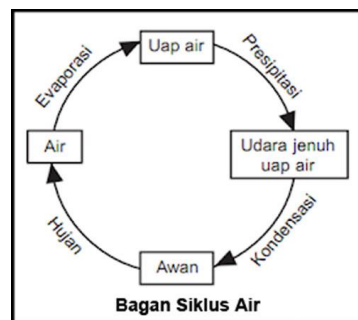 Uap air
Evaporasi
Presipitasi
Air
Udara jenuh
uap air
Hujan
Kondensasi
Awan
Bagan Siklus Air